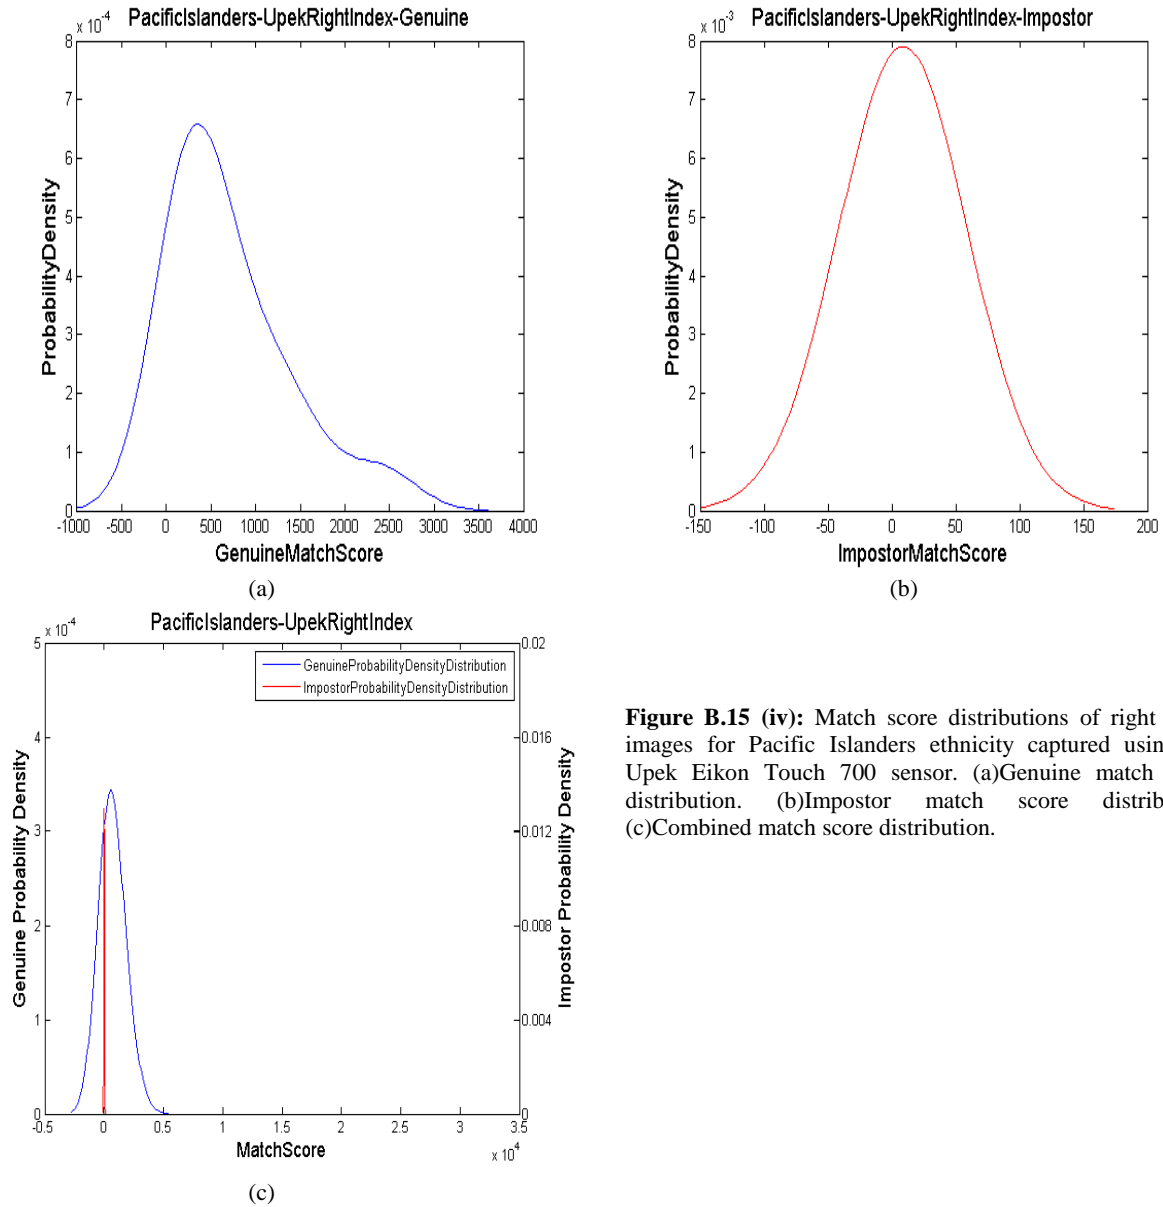 PacificIslanders-UpekRightIndex-Genuine
x 10-4
8
7
6
5
4
3
2
1
0
ProbabilityDensity
-1000 -500 0 500 1000 1500 2000 2500 3000 3500 4000
GenuineMatchScore
(a)
PacificIslanders-UpekRightIndex-Impostor
x 10-3
8
7
6
5
4
3
2
1
0
ProbabilityDensity
-150 -100 -50 0 50 100 150 200
ImpostorMatchScore
(b)
PacificIslanders-UpekRightIndex
x 10-4
5
4
3
2
1
0
Genuine Probability Density
GenuineProbabilityDensityDistribution
ImpostorProbabilityDensityDistribution
0.02
0.016
0.012
0.008
0.004
0
Impostor Probability Density
-0.5 0 0.5 1 1.5 2 2.5 3 3.5
MatchScore
x 104
(c)
Figure B.15 (iv): Match score distributions of right
images for Pacific Islanders ethnicity captured usin
Upek Eikon Touch 700 sensor. (a)Genuine match
distribution. (b)Impostor match score distrib
(c)Combined match score distribution.